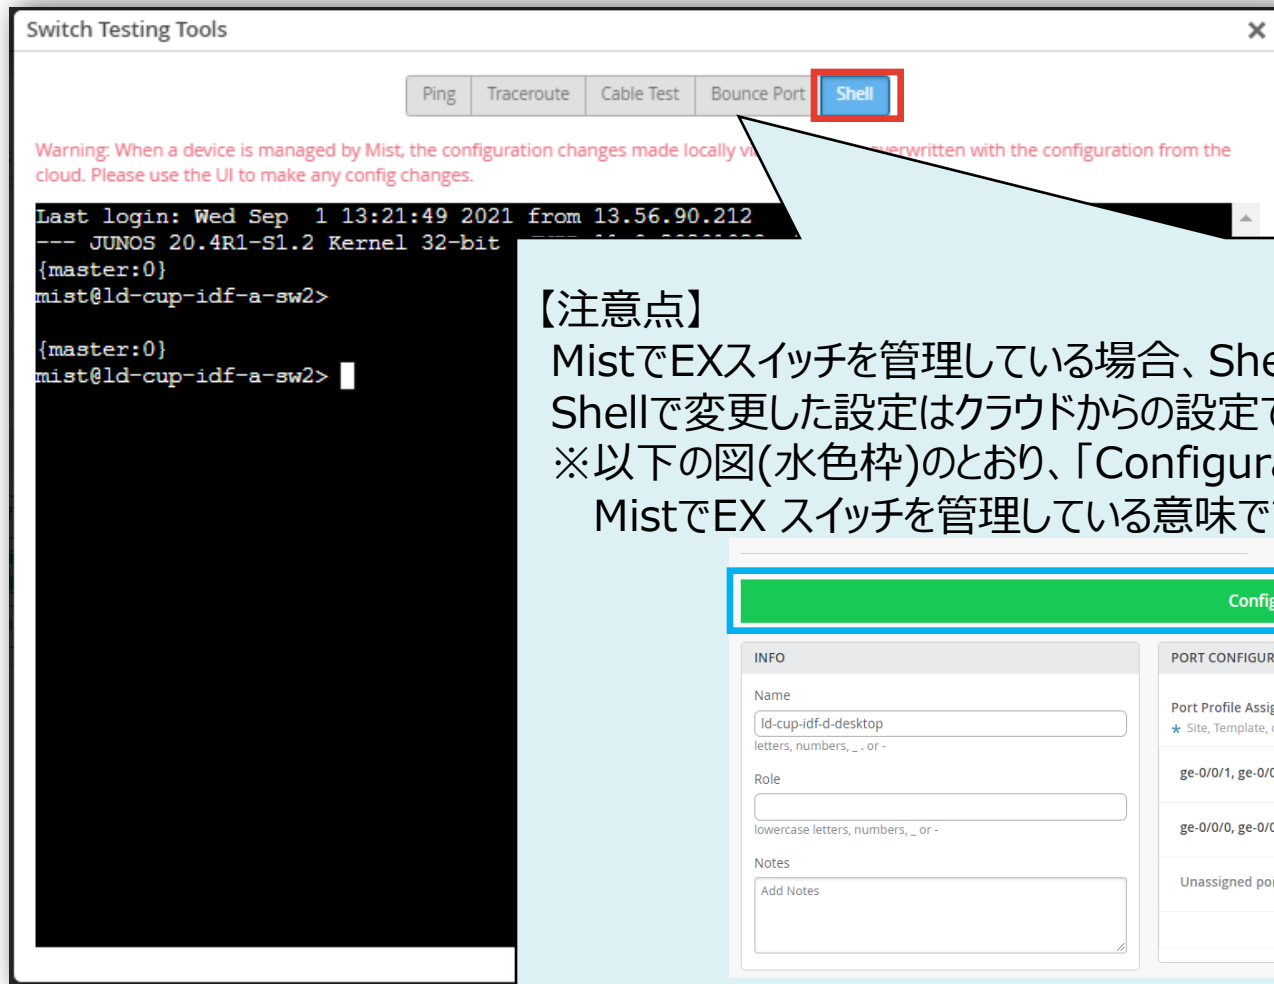 Switch Testing Tools
Ping Traceroute Cable Test Bounce Port Shell
Warning: When a device is managed by Mist, the configuration changes made locally overwritten with the configuration from the
cloud. Please use the UI to make any config changes.
Last login: Wed Sep  1 13:21:49 2021 from 13.56.90.212
--- JUNOS 20.4R1-S1.2 Kernel 32-bit
{master:0}
mist@ld-cup-idf-a-sw2>
{master:0}
mist@ld-cup-idf-a-sw2>
【注意点】
MistでEXスイッチを管理している場合、She
Shellで変更した設定はクラウドからの設定で
※以下の図(水色枠)のとおり、「Configura
MistでEX スイッチを管理している意味で
Config
INFO
Name
ld-cup-idf-d-desktop
letters, numbers, _ . or -
Role
lowercase letters, numbers, _ or -
Notes
Add Notes
PORT CONFIGUR
Port Profile Assig
* Site, Template,
ge-0/0/1, ge-0/0
ge-0/0/0, ge-0/0
Unassigned por